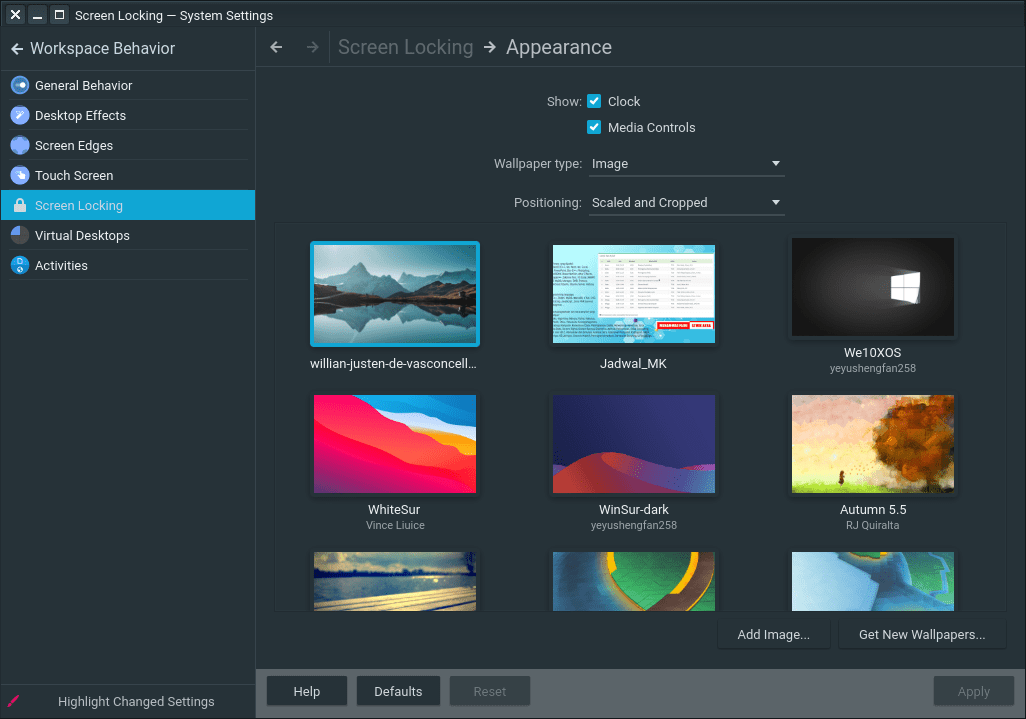 Screen Locking — System Settings
Workspace Behavior
Screen Locking
Appearance
General Behavior
Desktop Effects
Screen Edges
Touch Screen
Screen Locking
Virtual Desktops
Activities
Show:
Clock
Media Controls
Wallpaper type:
Image
Positioning:
Scaled and Cropped
willian-justen-de-vasconcell...
Jadwal_MK
We10XOS
yeyushengfan258
WhiteSur
Vince Liuice
WinSur-dark
yeyushengfan258
Autumn 5.5
RJ Quiralta
Add Image...
Get New Wallpapers...
Highlight Changed Settings
Help
Defaults
Reset
Apply